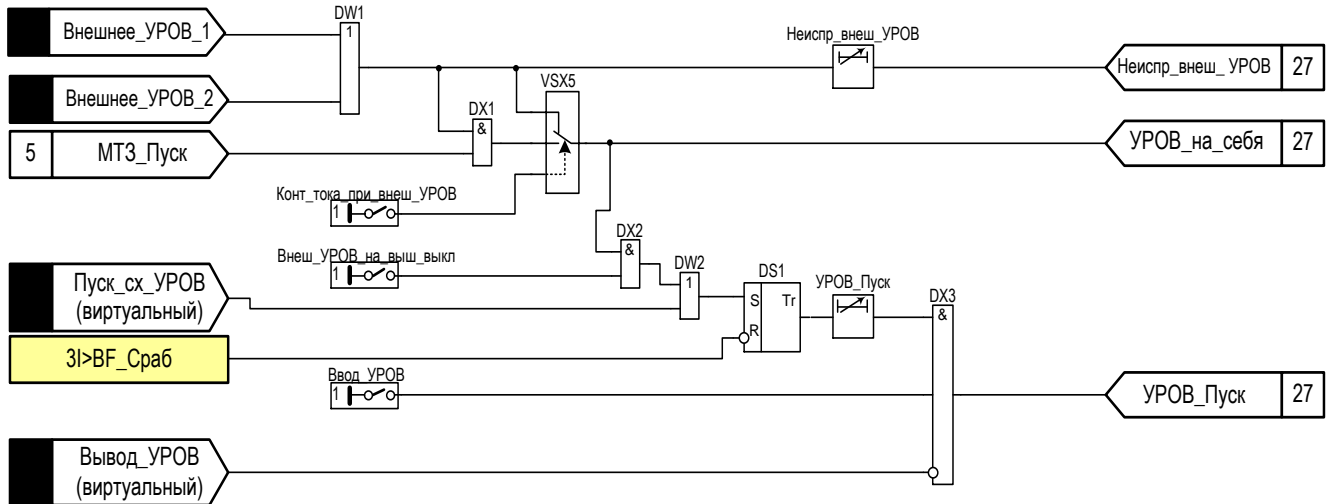 DW1
Внешнее_УРОВ_1
1
Неиспр_внеш_УРОВ
Неиспр_внеш_ УРОВ 27
VSX5
Внешнее_УРОВ_2
DX1
&
5 МТЗ_Пуск
УРОВ_на_себя 27
Конт_тока_при_внеш_УРОВ
1
DX2
&
Внеш_УРОВ_на_выш_выкл
1
DW2
1
Пуск_сх_УРОВ
(виртуальный)
DS1
S Tr
R
УРОВ_Пуск
DX3
&
3I>BF_Сраб
Ввод_УРОВ
1
УРОВ_Пуск 27
Вывод_УРОВ
(виртуальный)